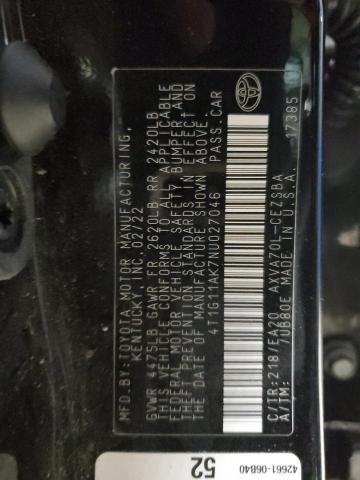 MFG.BY:TOYOTA MOTOR MANUFACTURING,
KENTUCKY, INC. 02/22
GVWR 4475LB GAWR FR 2620LB RR 2420LB
THIS VEHICLE CONFORMS TO ALL APPLICABLE
FEDERAL MOTOR VEHICLE SAFETY BUMPER, AND
THEFT PREVENTION STANDARDS IN EFFECT ON
THE DATE OF MANUFACTURE SHOWN ABOVE.
4T1G11AK7NU027046 PASS. CAR
C/TR:218/EA20 AXVA70L-CEZSBA
A/TM: /UB80E MADE IN U.S.A.
17385
42661-06B40
52